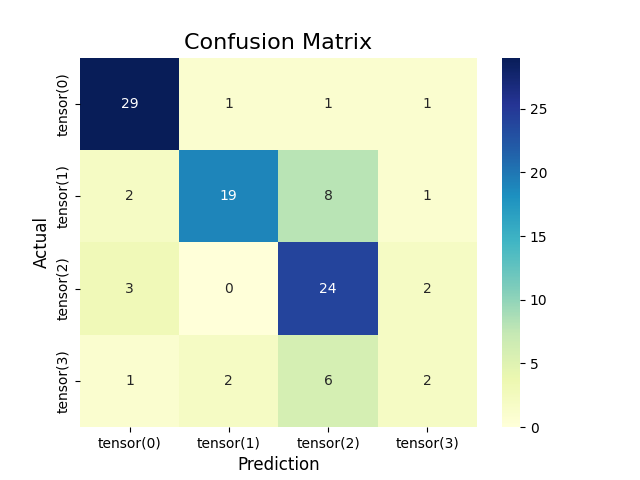 Confusion Matrix
Actual
tensor(0)
29 1 1 1
tensor(1)
2 19 8 1
tensor(2)
3 0 24 2
tensor(3)
1 2 6 2
tensor(0) tensor(1) tensor(2) tensor(3)
Prediction
25
20
15
10
5
0